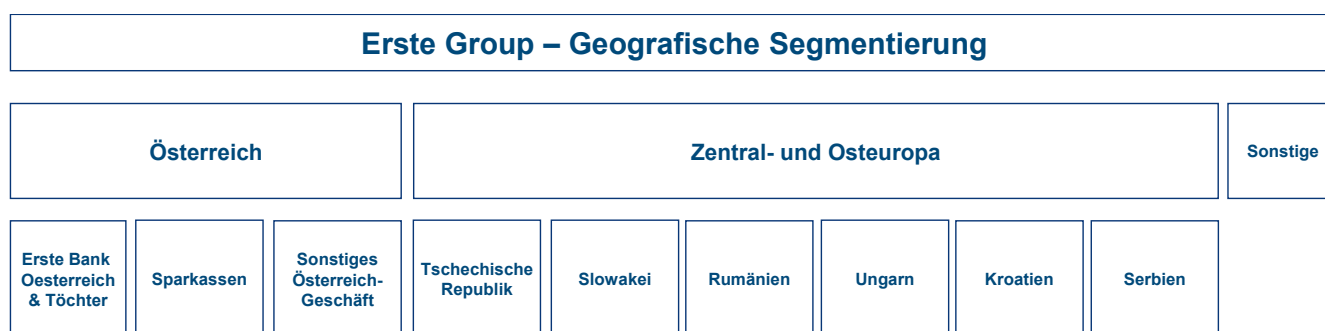 Erste Group – Geografische Segmentierung
Österreich
Zentral- und Osteuropa
Sonstige
Erste Bank
Oesterreich
& Töchter
Sparkassen
Sonstiges
Österreich-
Geschäft
Tschechische
Republik
Slowakei
Rumänien
Ungarn
Kroatien
Serbien